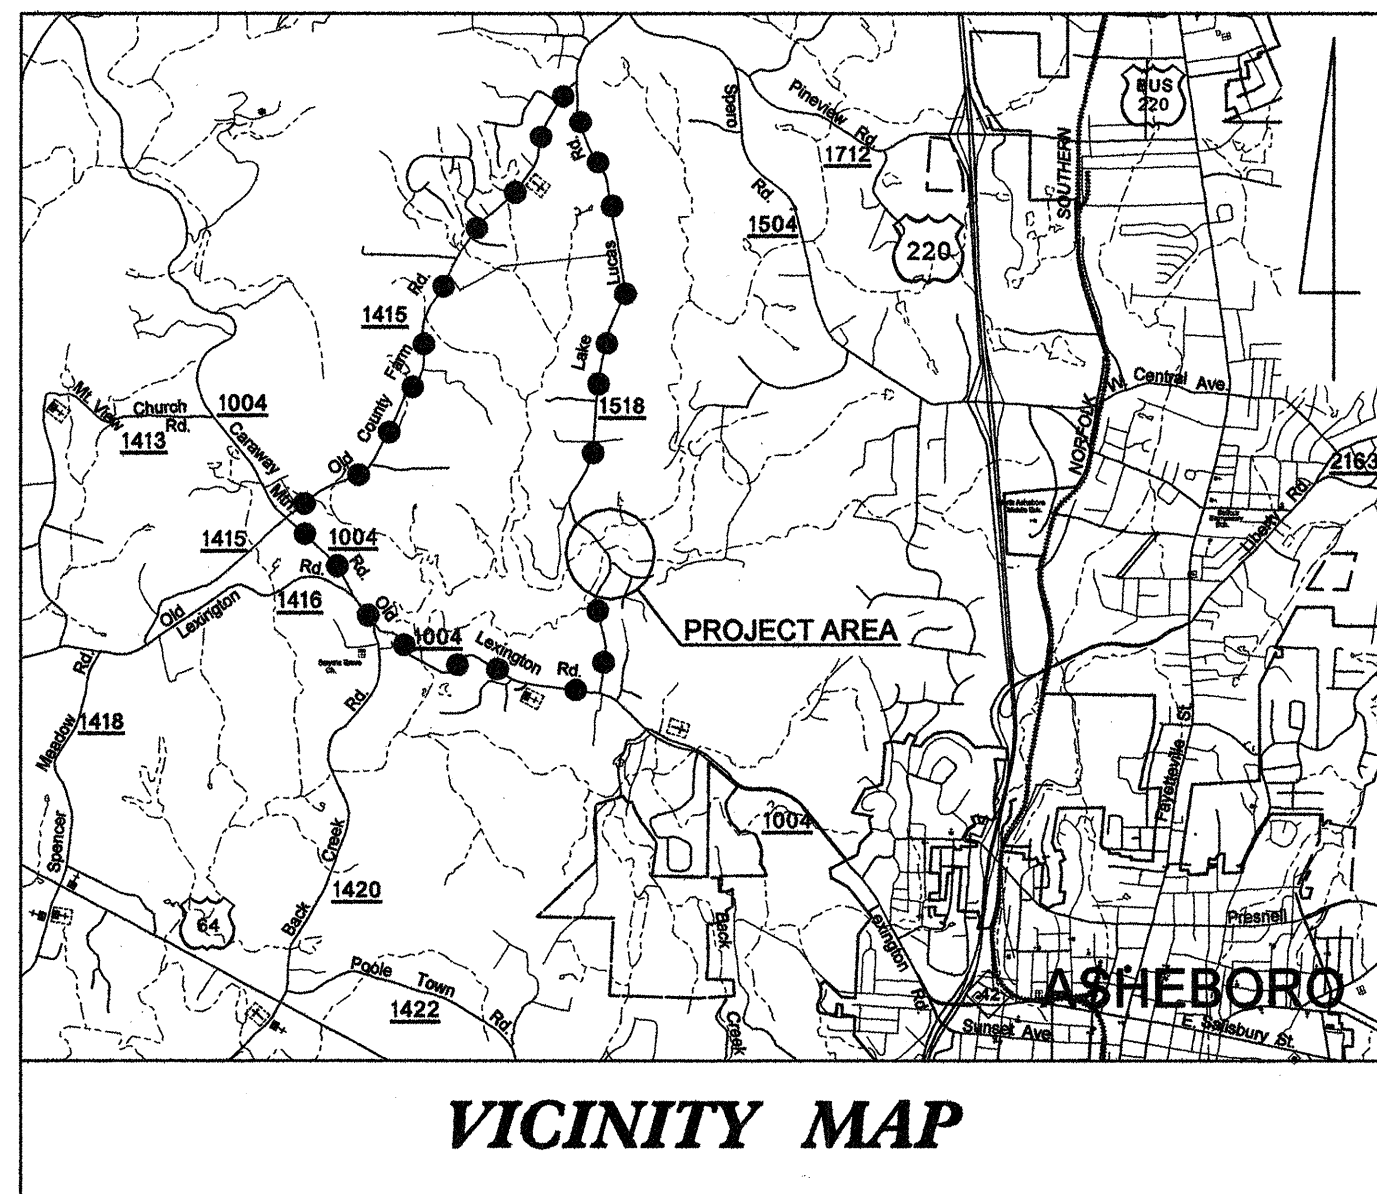 BUS
220
Spero
Rd.
1504
Pineview Rd.
1712
220
SOUTHERN
NORFOLK
Rd.
Lucas
Lake
1518
Rd.
1415
Farm
County
Old
Mt. View Church
Rd.
1413
1004
Caraway
Mtn.
1415
1004
Rd.
Rd.
1416
Old
Lexington
Old
1004
Lexington
Rd.
PROJECT AREA
W. Central Ave.
2163
Liberty Rd.
Rd.
Meadow
1418
Spencer
Rd.
Creek
1420
Back
64
Poole Town
Rd.
1422
1004
Lexington
Rd.
Back
Creek
Fayetteville St.
Presnell
42
ASHEBORO
Sunset Ave.
E. Salisbury St.
VICINITY MAP